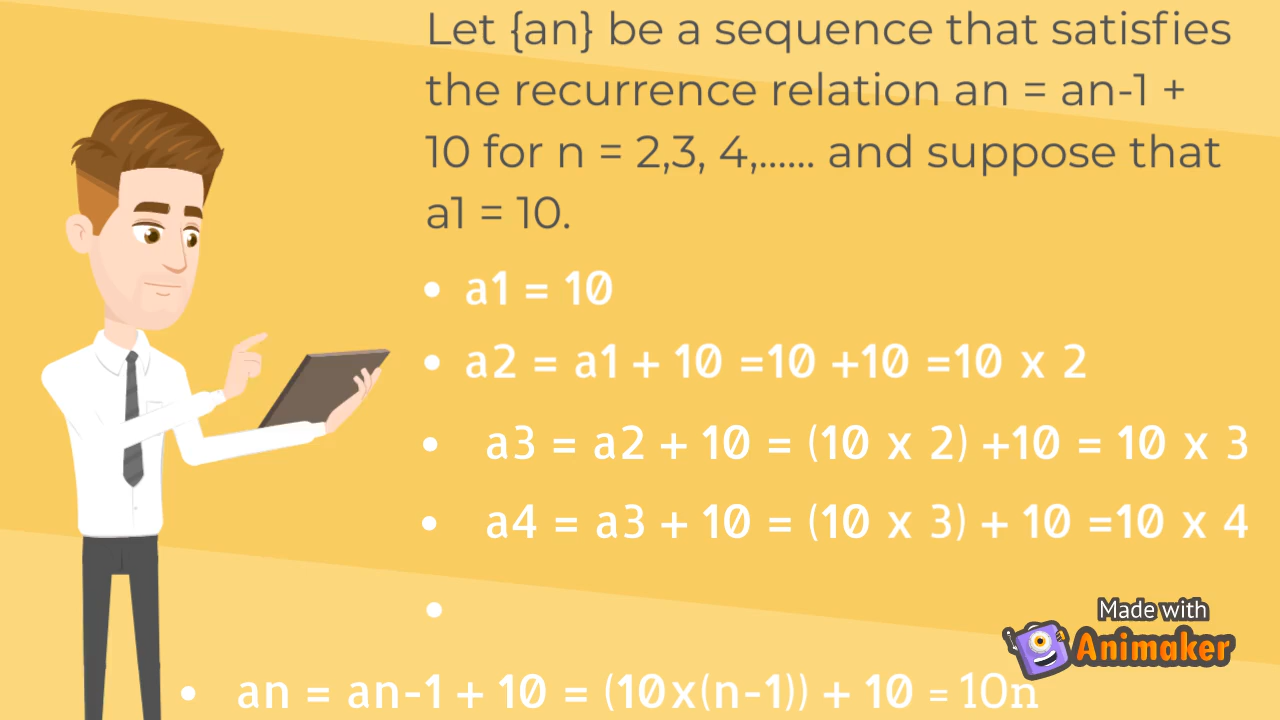 Let {an} be a sequence that satisfies
the recurrence relation an = an-1 +
10 for n = 2,3, 4,...... and suppose that
a1 = 10.
• a1 = 10
• a2 = a1 + 10 =10 +10 =10 x 2
• a3 = a2 + 10 = (10 x 2) +10 = 10 x 3
• a4 = a3 + 10 = (10 x 3) + 10 =10 x 4
•
• an = an-1 + 10 = (10x(n-1)) + 10 = 10n
Made with
Animaker